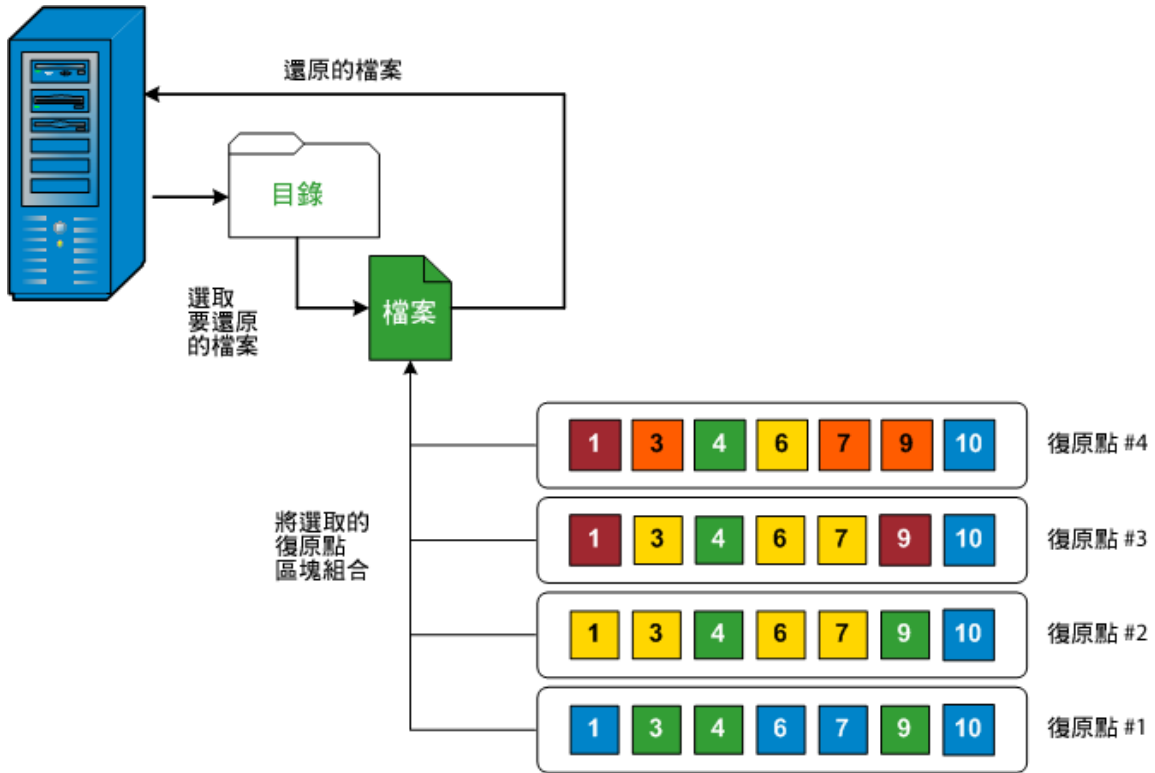 還原的檔案
目錄
選取
要還原
的檔案
檔案
1 3 4 6 7 9 10 復原點 #4
將選取的
復原點
區塊組合
1 3 4 6 7 9 10 復原點 #3
1 3 4 6 7 9 10 復原點 #2
1 3 4 6 7 9 10 復原點 #1